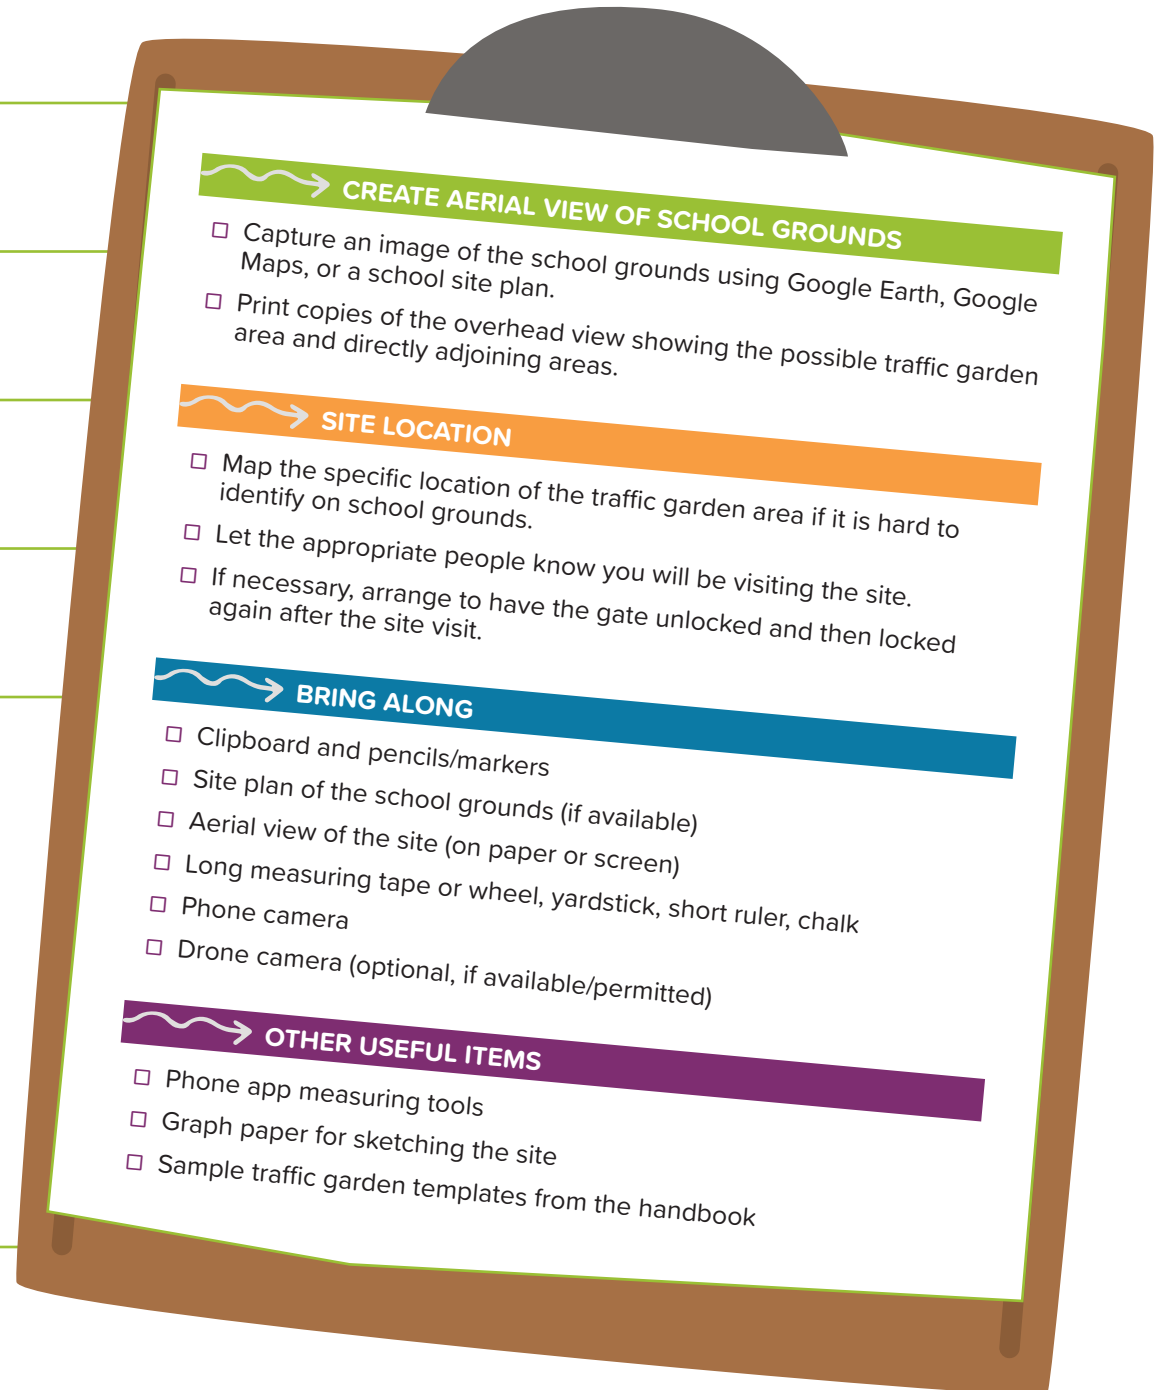 CREATE AERIAL VIEW OF SCHOOL GROUNDS
Capture an image of the school grounds using Google Earth, Google
Maps, or a school site plan.
Print copies of the overhead view showing the possible traffic garden
area and directly adjoining areas.
SITE LOCATION
Map the specific location of the traffic garden area if it is hard to
identify on school grounds.
Let the appropriate people know you will be visiting the site.
If necessary, arrange to have the gate unlocked and then locked
again after the site visit.
BRING ALONG
Clipboard and pencils/markers
Site plan of the school grounds (if available)
Aerial view of the site (on paper or screen)
Long measuring tape or wheel, yardstick, short ruler, chalk
Phone camera
Drone camera (optional, if available/permitted)
OTHER USEFUL ITEMS
Phone app measuring tools
Graph paper for sketching the site
Sample traffic garden templates from the handbook